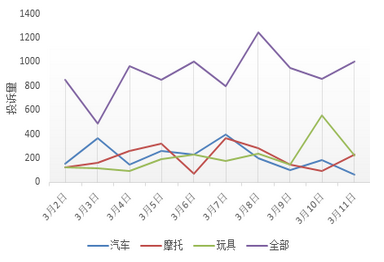 1400
1200
1000
800
600
400
200
0
投诉量
3月2日
3月3日
3月4日
3月5日
3月6日
3月7日
3月8日
3月9日
3月10日
3月11日
汽车 摩托 玩具 全部